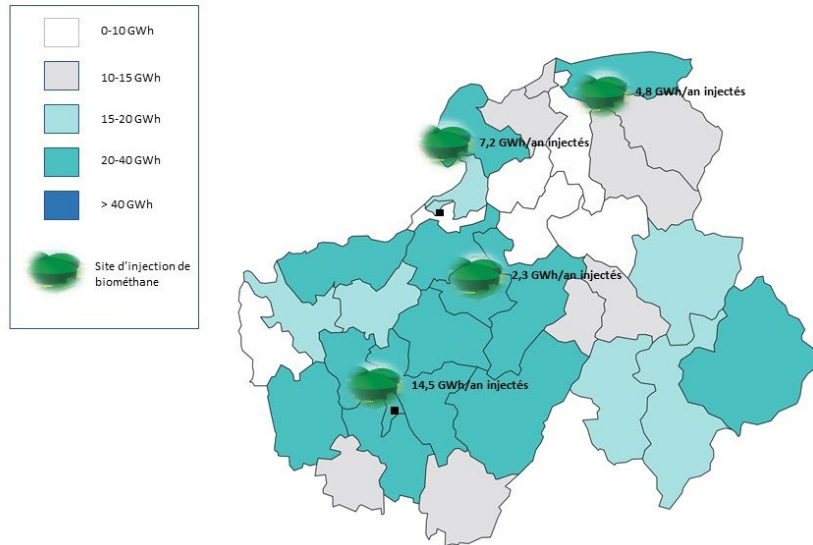 0-10 GWh
10-15 GWh
15-20 GWh
20-40 GWh
> 40 GWh
Site d'injection de
biométhane
4,8 GWh/an injectés
7,2 GWh/an injectés
2,3 GWh/an injectés
14,5 GWh/an injectés